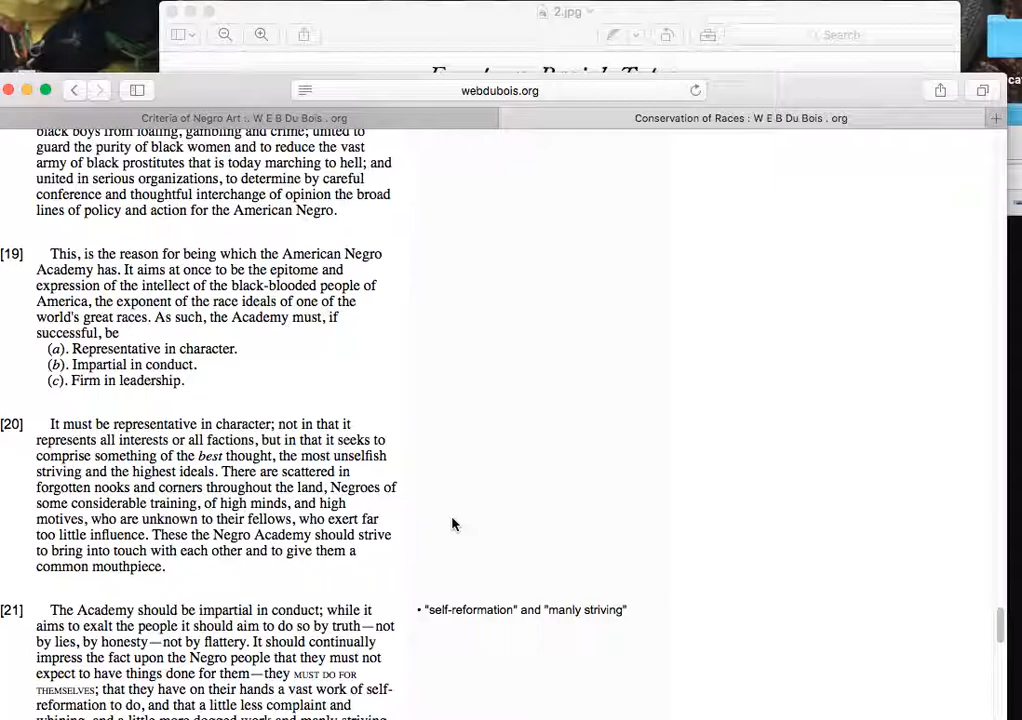 2.jpg
Search
webdubois.org
Criteria of Negro Art :. W E B Du Bois . org
Conservation of Races : W E B Du Bois . org
black boys from loafing, gambling and crime; united to
guard the purity of black women and to reduce the vast
army of black prostitutes that is today marching to hell; and
united in serious organizations, to determine by careful
conference and thoughtful interchange of opinion the broad
lines of policy and action for the American Negro.
[19] This, is the reason for being which the American Negro
Academy has. It aims at once to be the epitome and
expression of the intellect of the black-blooded people of
America, the exponent of the race ideals of one of the
world's great races. As such, the Academy must, if
successful, be
(a). Representative in character.
(b). Impartial in conduct.
(c). Firm in leadership.
[20] It must be representative in character; not in that it
represents all interests or all factions, but in that it seeks to
comprise something of the best thought, the most unselfish
striving and the highest ideals. There are scattered in
forgotten nooks and corners throughout the land, Negroes of
some considerable training, of high minds, and high
motives, who are unknown to their fellows, who exert far
too little influence. These the Negro Academy should strive
to bring into touch with each other and to give them a
common mouthpiece.
[21] The Academy should be impartial in conduct; while it
• "self-reformation" and "manly striving"
aims to exalt the people it should aim to do so by truth—not
by lies, by honesty—not by flattery. It should continually
impress the fact upon the Negro people that they must not
expect to have things done for them—they MUST DO FOR
THEMSELVES; that they have on their hands a vast work of self-
reformation to do, and that a little less complaint and
whining, and a little more dogged work and manly striving